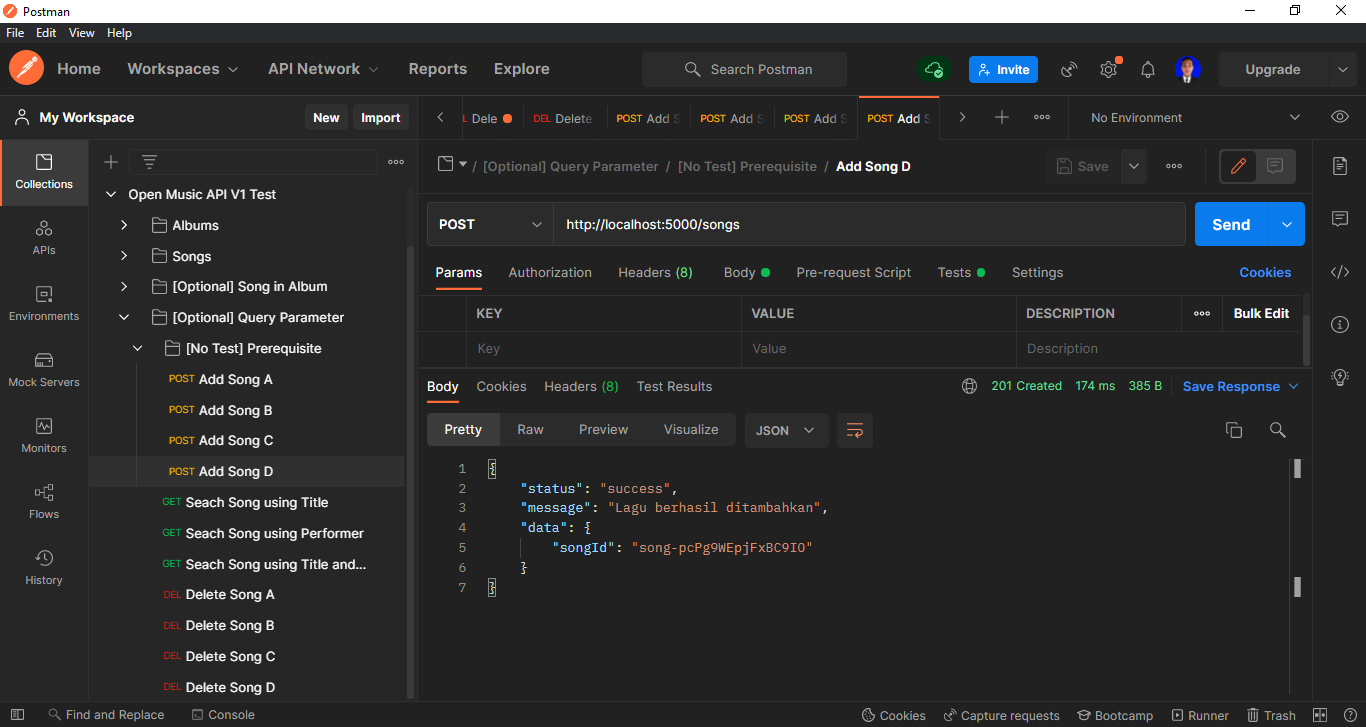 Postman
File Edit View Help
Home Workspaces API Network Reports Explore Search Postman Invite Upgrade
My Workspace New Import
Dele DEL Delete POST Add S POST Add S POST Add S POST Add S No Environment
Collections
APIs
Environments
Mock Servers
Monitors
Flows
History
Open Music API V1 Test
Albums
Songs
[Optional] Song in Album
[Optional] Query Parameter
[No Test] Prerequisite
POST Add Song A
POST Add Song B
POST Add Song C
POST Add Song D
GET Seach Song using Title
GET Seach Song using Performer
GET Seach Song using Title and...
DEL Delete Song A
DEL Delete Song B
DEL Delete Song C
DEL Delete Song D
/ [Optional] Query Parameter / [No Test] Prerequisite / Add Song D Save
POST http://localhost:5000/songs Send
Params Authorization Headers (8) Body Pre-request Script Tests Settings Cookies
KEY VALUE DESCRIPTION Bulk Edit
Key Value Description
Body Cookies Headers (8) Test Results 201 Created 174 ms 385 B Save Response
Pretty Raw Preview Visualize JSON
1 {
2 "status": "success",
3 "message": "Lagu berhasil ditambahkan",
4 "data": {
5 "songId": "song-pcPg9WEpjFxBC9IO"
6 }
7 }
Find and Replace Console Cookies Capture requests Bootcamp Runner Trash